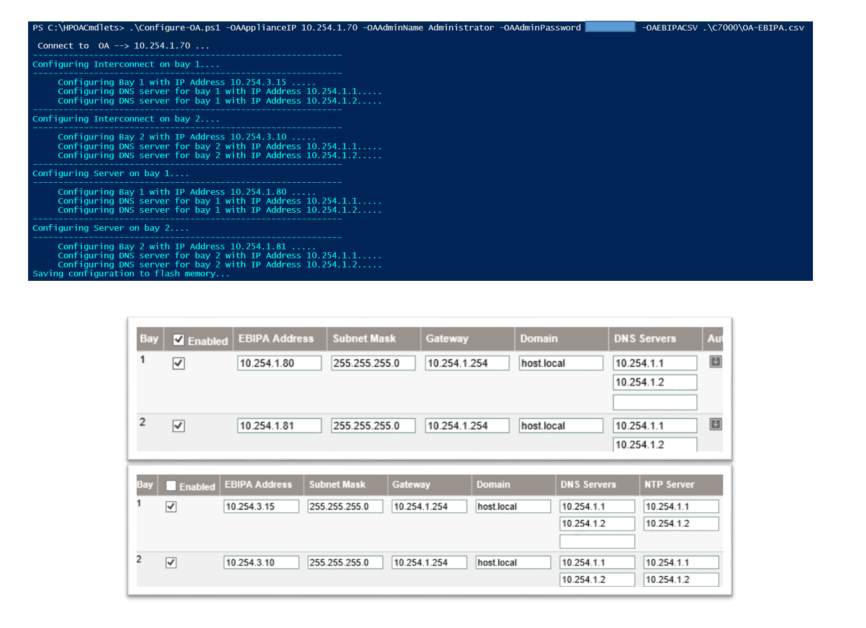 PS C:\HPOACmdlets> .\Configure-OA.ps1 -OAApplianceIP 10.254.1.70 -OAAdminName Administrator -OAAdminPassword -OAEBIPACSV .\C7000\OA-EBIPA.csv
Connect to OA --> 10.254.1.70 ...
----------------------------------------------------------
Configuring Interconnect on bay 1....
----------------------------------------------------------
Configuring Bay 1 with IP Address 10.254.3.15 .....
Configuring DNS server for bay 1 with IP Address 10.254.1.1.....
Configuring DNS server for bay 1 with IP Address 10.254.1.2.....
----------------------------------------------------------
Configuring Interconnect on bay 2....
----------------------------------------------------------
Configuring Bay 2 with IP Address 10.254.3.10 .....
Configuring DNS server for bay 2 with IP Address 10.254.1.1.....
Configuring DNS server for bay 2 with IP Address 10.254.1.2.....
----------------------------------------------------------
Configuring Server on bay 1....
----------------------------------------------------------
Configuring Bay 1 with IP Address 10.254.1.80 .....
Configuring DNS server for bay 1 with IP Address 10.254.1.1.....
Configuring DNS server for bay 1 with IP Address 10.254.1.2.....
----------------------------------------------------------
Configuring Server on bay 2....
----------------------------------------------------------
Configuring Bay 2 with IP Address 10.254.1.81 .....
Configuring DNS server for bay 2 with IP Address 10.254.1.1.....
Configuring DNS server for bay 2 with IP Address 10.254.1.2.....
Saving configuration to flash memory...
Bay Enabled EBIPA Address Subnet Mask Gateway Domain DNS Servers Au
1 10.254.1.80 255.255.255.0 10.254.1.254 host.local 10.254.1.1
10.254.1.2
2 10.254.1.81 255.255.255.0 10.254.1.254 host.local 10.254.1.1
10.254.1.2
Bay Enabled EBIPA Address Subnet Mask Gateway Domain DNS Servers NTP Server
1 10.254.3.15 255.255.255.0 10.254.1.254 host.local 10.254.1.1 10.254.1.1
10.254.1.2 10.254.1.2
2 10.254.3.10 255.255.255.0 10.254.1.254 host.local 10.254.1.1 10.254.1.1
10.254.1.2 10.254.1.2